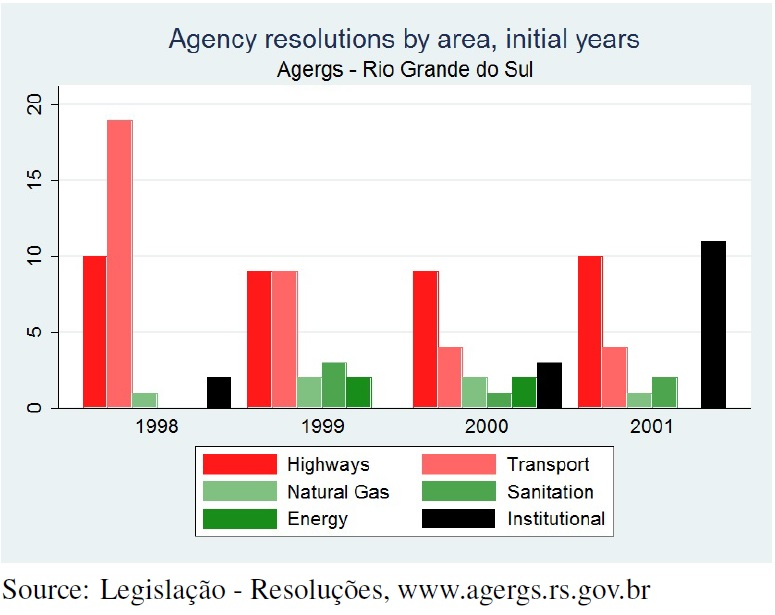 Agency resolutions by area, initial years
Agergs - Rio Grande do Sul
20
15
10
5
0
1998 1999 2000 2001
Highways Transport
Natural Gas Sanitation
Energy Institutional
Source: Legislação - Resoluções, www.agergs.rs.gov.br